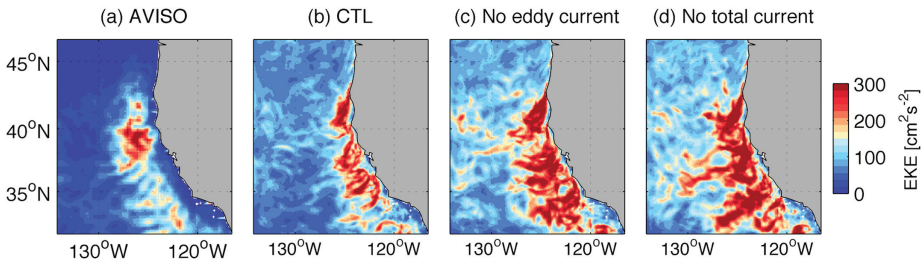 (a) AVISO
(b) CTL
(c) No eddy current
(d) No total current
45°N
40°N
35°N
130°W 120°W
130°W 120°W
130°W 120°W
130°W 120°W
300
200
100
0
EKE [cm²s⁻²]